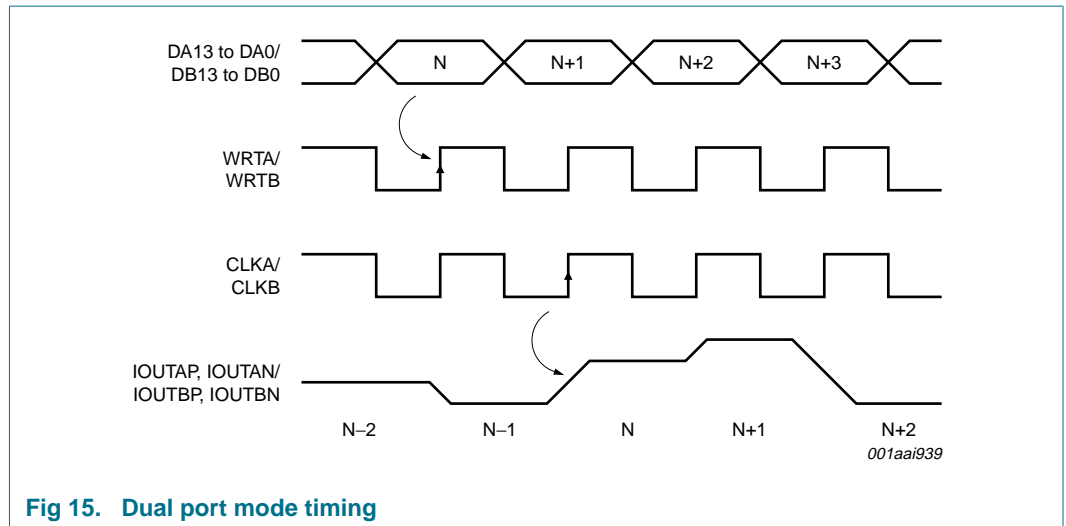 DA13 to DA0/
DB13 to DB0
N
N+1
N+2
N+3
WRTA/
WRTB
CLKA/
CLKB
IOUTAP, IOUTAN/
IOUTBP, IOUTBN
N−2
N−1
N
N+1
N+2
001aai939
Fig 15. Dual port mode timing